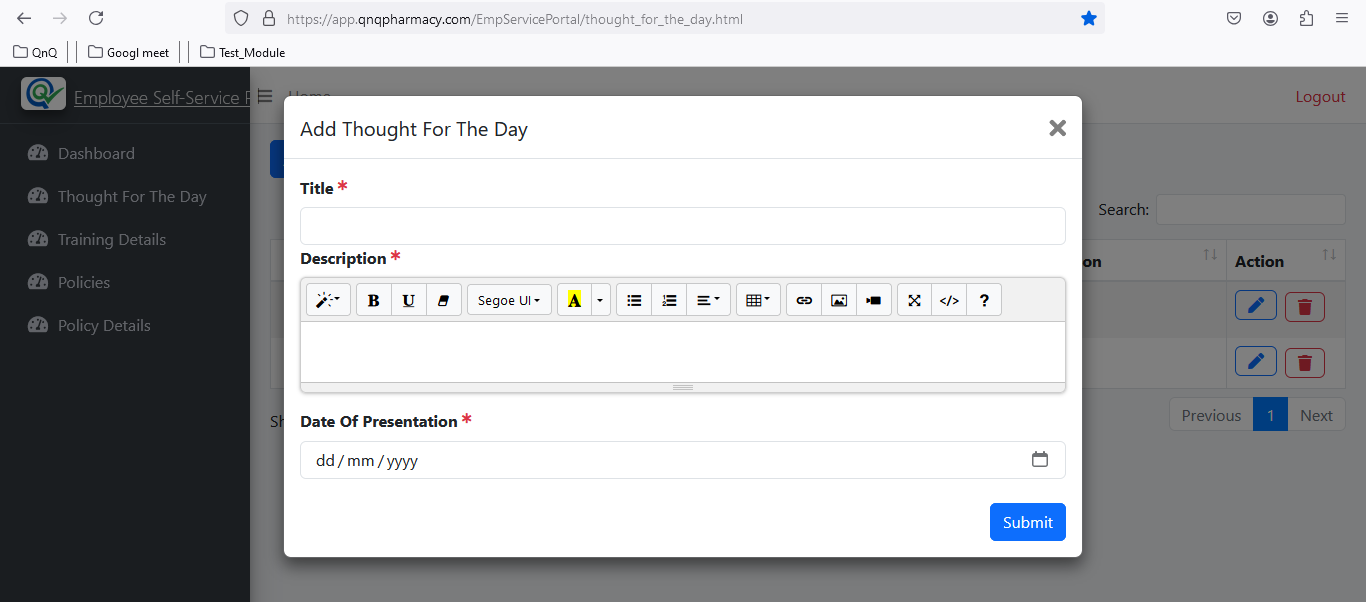 https://app.qnqpharmacy.com/EmpServicePortal/thought_for_the_day.html
QnQ
Googl meet
Test_Module
Employee Self-Service
Home
Logout
Dashboard
Thought For The Day
Training Details
Policies
Policy Details
Add Thought For The Day
Title *
Description *
B U Segoe UI A </> ?
Date Of Presentation *
dd / mm / yyyy
Submit
Search:
on
Action
Sh
Previous 1 Next